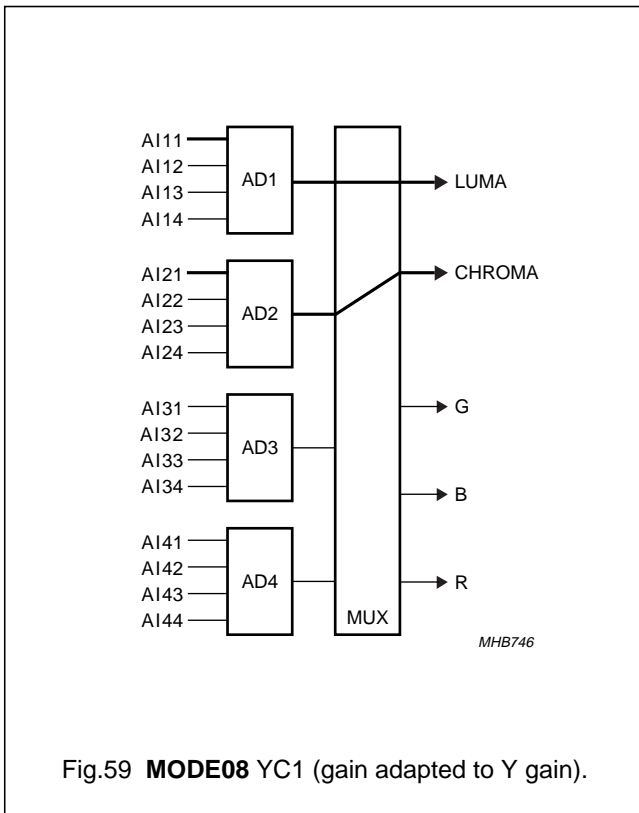 AI11
AI12
AI13
AI14
AD1
LUMA
AI21
AI22
AI23
AI24
AD2
CHROMA
AI31
AI32
AI33
AI34
AD3
G
B
AI41
AI42
AI43
AI44
AD4
R
MUX
MHB746
Fig.59 MODE08 YC1 (gain adapted to Y gain).